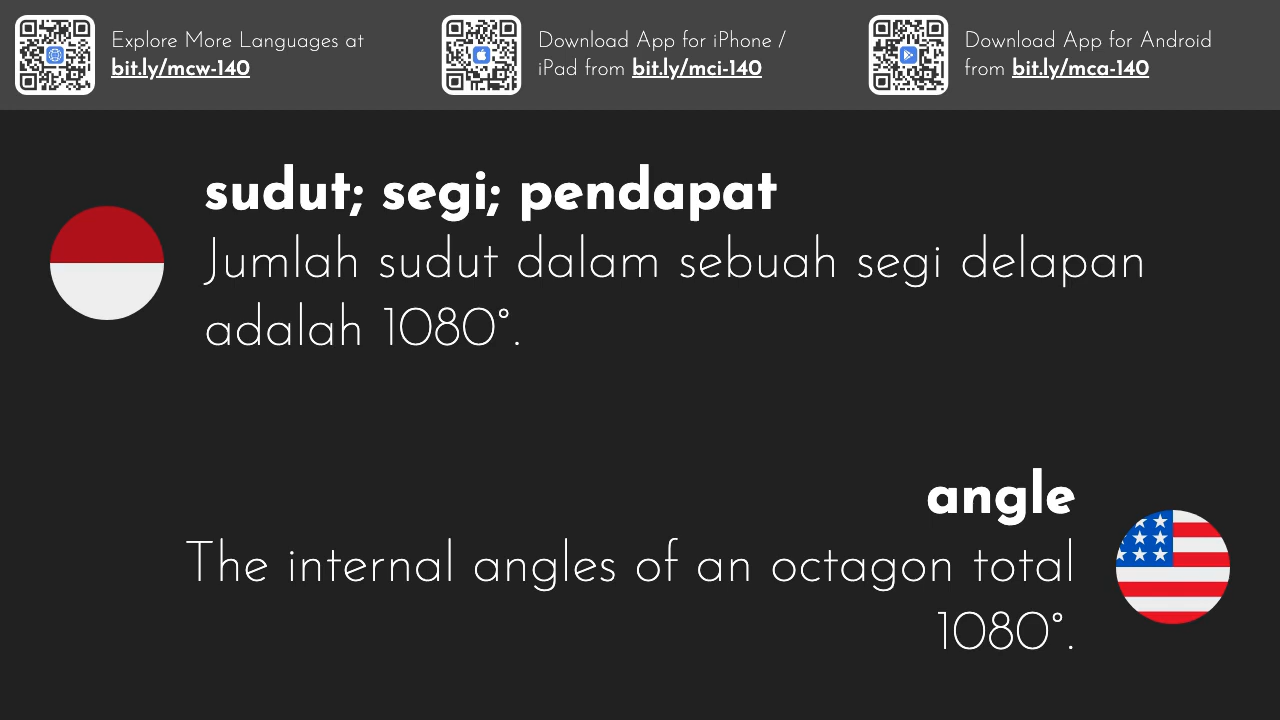 Explore More Languages at
bit.ly/mcw-140
Download App for iPhone /
iPad from bit.ly/mci-140
Download App for Android
from bit.ly/mca-140
sudut; segi; pendapat
Jumlah sudut dalam sebuah segi delapan
adalah 1080°.
angle
The internal angles of an octagon total
1080°.